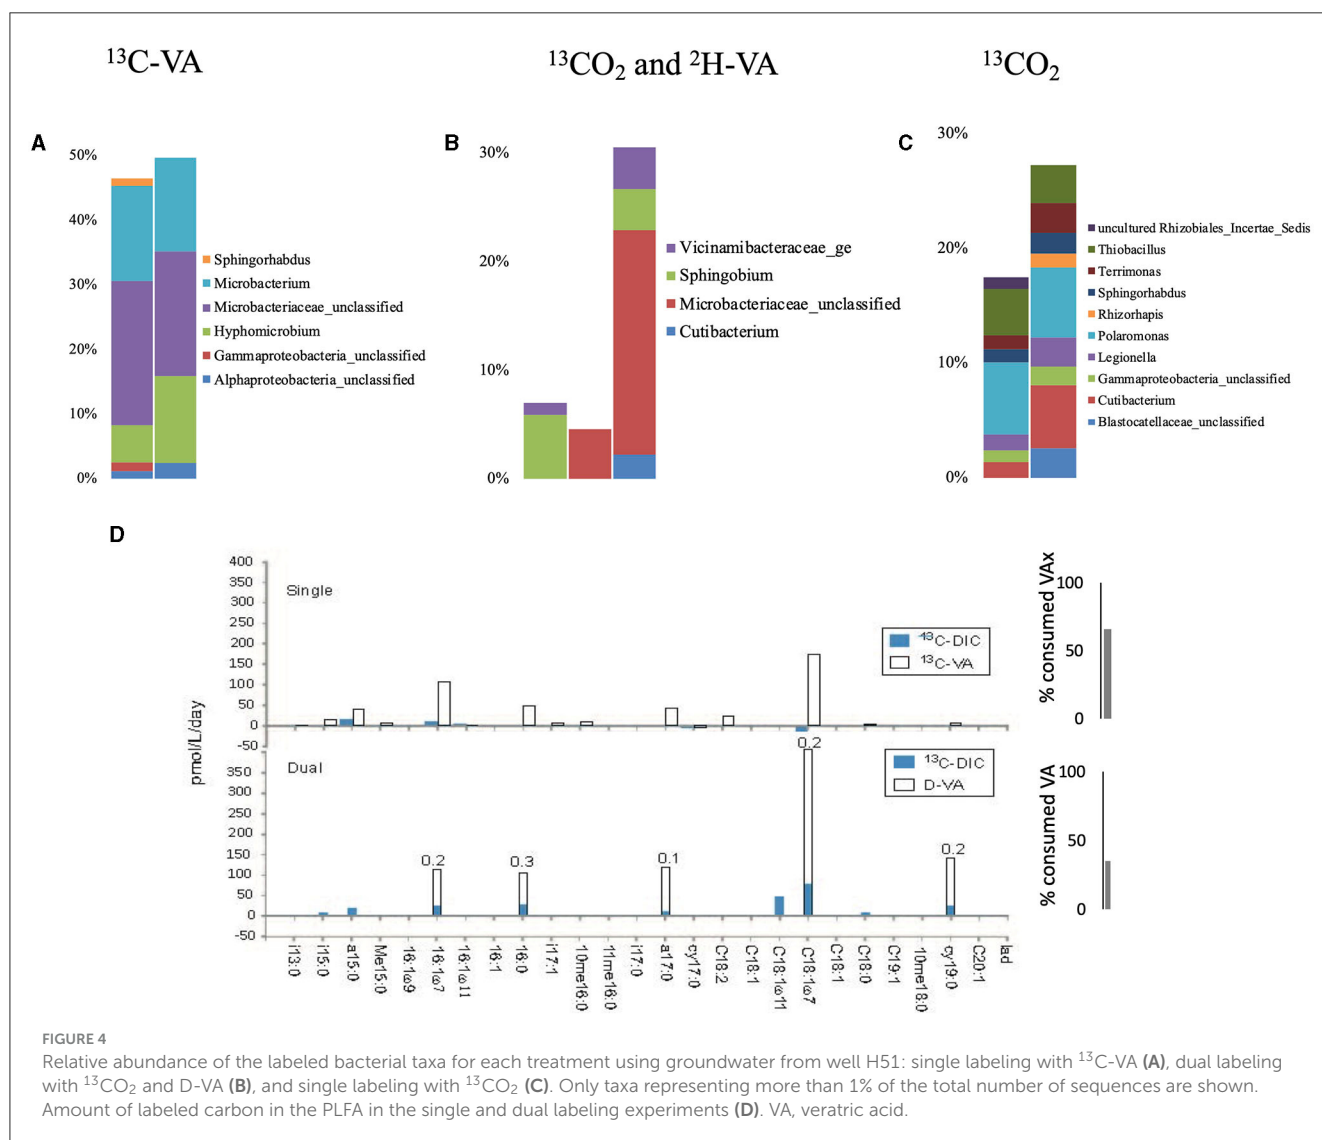 ¹³C-VA
¹³CO₂ and ²H-VA
¹³CO₂
A
50%
40%
30%
20%
10%
0%
Sphingorhabdus
Microbacterium
Microbacteriaceae_unclassified
Hyphomicrobium
Gammaproteobacteria_unclassified
Alphaproteobacteria_unclassified
B
30%
20%
10%
0%
Vicinamibacteraceae_ge
Sphingobium
Microbacteriaceae_unclassified
Cutibacterium
C
30%
20%
10%
0%
uncultured Rhizobiales_Incertae_Sedis
Thiobacillus
Terrimonas
Sphingorhabdus
Rhizorhapis
Polaromonas
Legionella
Gammaproteobacteria_unclassified
Cutibacterium
Blastocatellaceae_unclassified
D
pmol/L/day
400
350
300
250
200
150
100
50
0
-50
Single
¹³C-DIC
¹³C-VA
350
300
250
200
150
100
50
0
-50
Dual
¹³C-DIC
D-VA
0.2
0.3
0.1
0.2
0.2
i13:0
i15:0
a15:0
Me15:0
16:1ω9
16:1ω7
16:1ω11
16:1
16:0
i17:1
10me16:0
11me16:0
i17:0
a17:0
cy17:0
C18:2
C18:1
C18:1ω11
C18:1ω7
C18:1
C18:0
C19:1
10me18:0
cy19:0
C20:1
lad
% consumed VAx
100
50
0
% consumed VA
100
50
0
FIGURE 4
Relative abundance of the labeled bacterial taxa for each treatment using groundwater from well H51: single labeling with ¹³C-VA (A), dual labeling
with ¹³CO₂ and D-VA (B), and single labeling with ¹³CO₂ (C). Only taxa representing more than 1% of the total number of sequences are shown.
Amount of labeled carbon in the PLFA in the single and dual labeling experiments (D). VA, veratric acid.